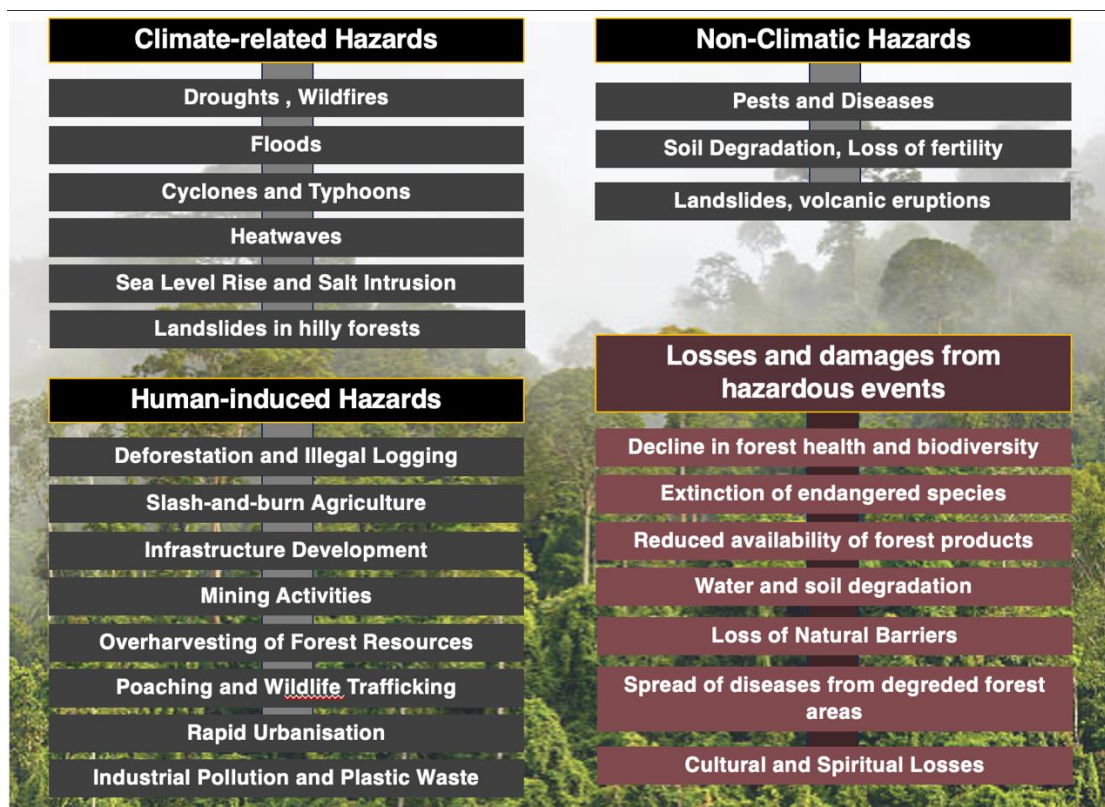 Climate-related Hazards
Droughts , Wildfires
Floods
Cyclones and Typhoons
Heatwaves
Sea Level Rise and Salt Intrusion
Landslides in hilly forests
Human-induced Hazards
Deforestation and Illegal Logging
Slash-and-burn Agriculture
Infrastructure Development
Mining Activities
Overharvesting of Forest Resources
Poaching and Wildlife Trafficking
Rapid Urbanisation
Industrial Pollution and Plastic Waste
Non-Climatic Hazards
Pests and Diseases
Soil Degradation, Loss of fertility
Landslides, volcanic eruptions
Losses and damages from
hazardous events
Decline in forest health and biodiversity
Extinction of endangered species
Reduced availability of forest products
Water and soil degradation
Loss of Natural Barriers
Spread of diseases from degreded forest
areas
Cultural and Spiritual Losses